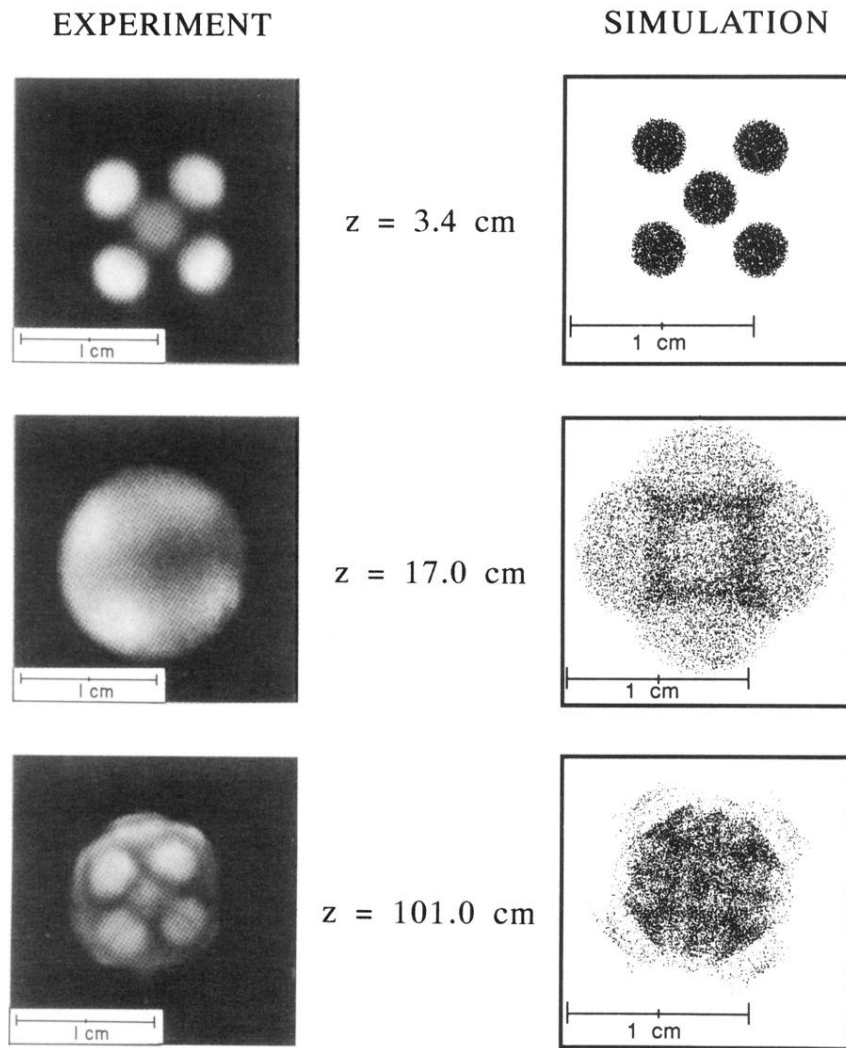 EXPERIMENT SIMULATION
z = 3.4 cm
1 cm
1 cm
z = 17.0 cm
1 cm
1 cm
z = 101.0 cm
1 cm
1 cm